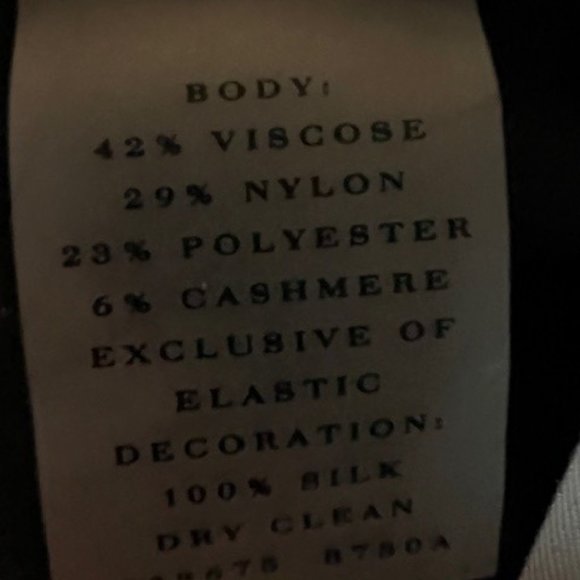 BODY:
42% VISCOSE
29% NYLON
23% POLYESTER
6% CASHMERE
EXCLUSIVE OF
ELASTIC
DECORATION:
100% SILK
DRY CLEAN